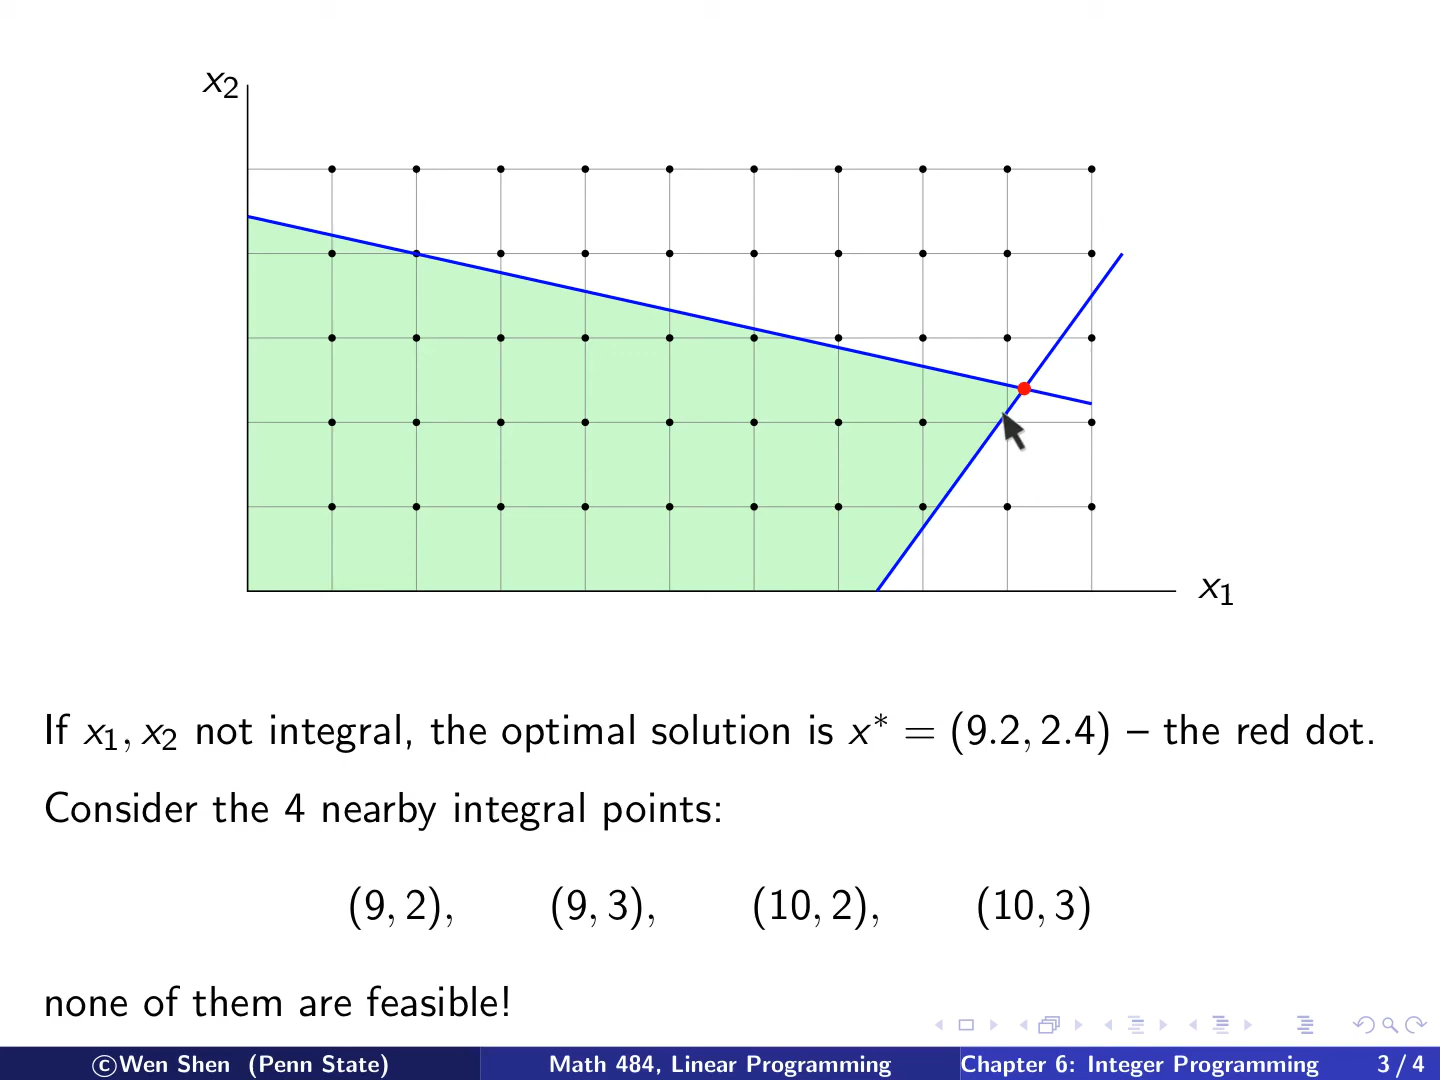 x₂
x₁
If x₁, x₂ not integral, the optimal solution is x* = (9.2, 2.4) – the red dot.
Consider the 4 nearby integral points:
(9, 2), (9, 3), (10, 2), (10, 3)
none of them are feasible!
©Wen Shen (Penn State) Math 484, Linear Programming Chapter 6: Integer Programming 3 / 4